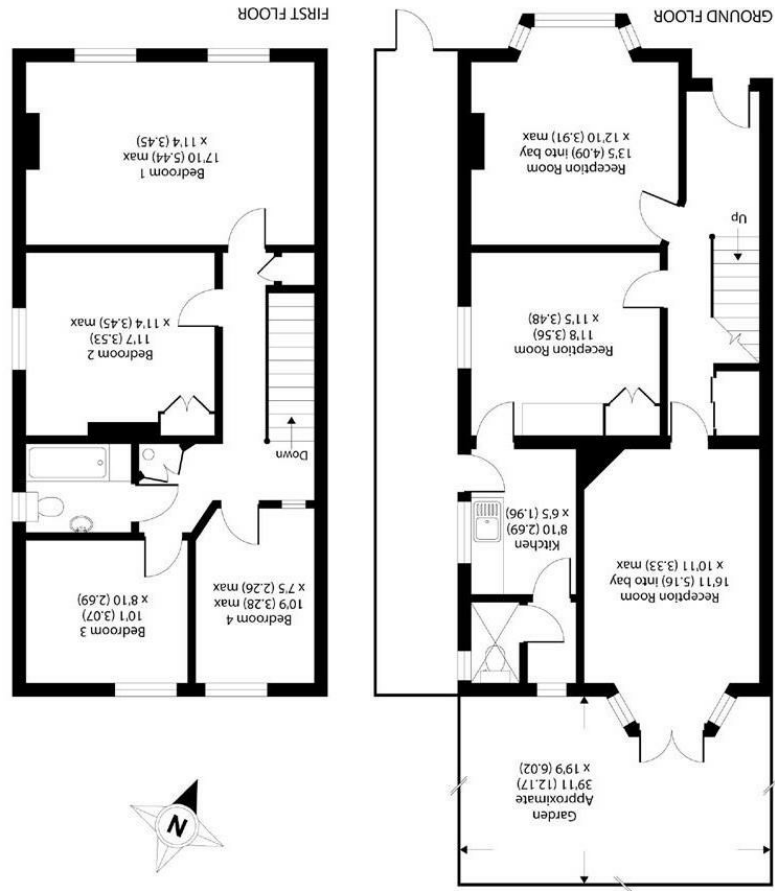 Garden
Approximate
39'11 (12.17)
x 19'9 (6.02)
Reception Room
16'11 (5.16) into bay
x 10'11 (3.33) max
Kitchen
8'10 (2.69)
x 6'5 (1.96)
Reception Room
11'8 (3.56)
x 11'5 (3.48)
Up
Reception Room
13'5 (4.09) into bay
x 12'10 (3.91) max
GROUND FLOOR
N
Bedroom 4
10'9 (3.28) max
x 7'5 (2.26) max
Bedroom 3
10'1 (3.07)
x 8'10 (2.69)
Down
Bedroom 2
11'7 (3.53)
x 11'4 (3.45) max
Bedroom 1
17'10 (5.44) max
x 11'4 (3.45)
FIRST FLOOR